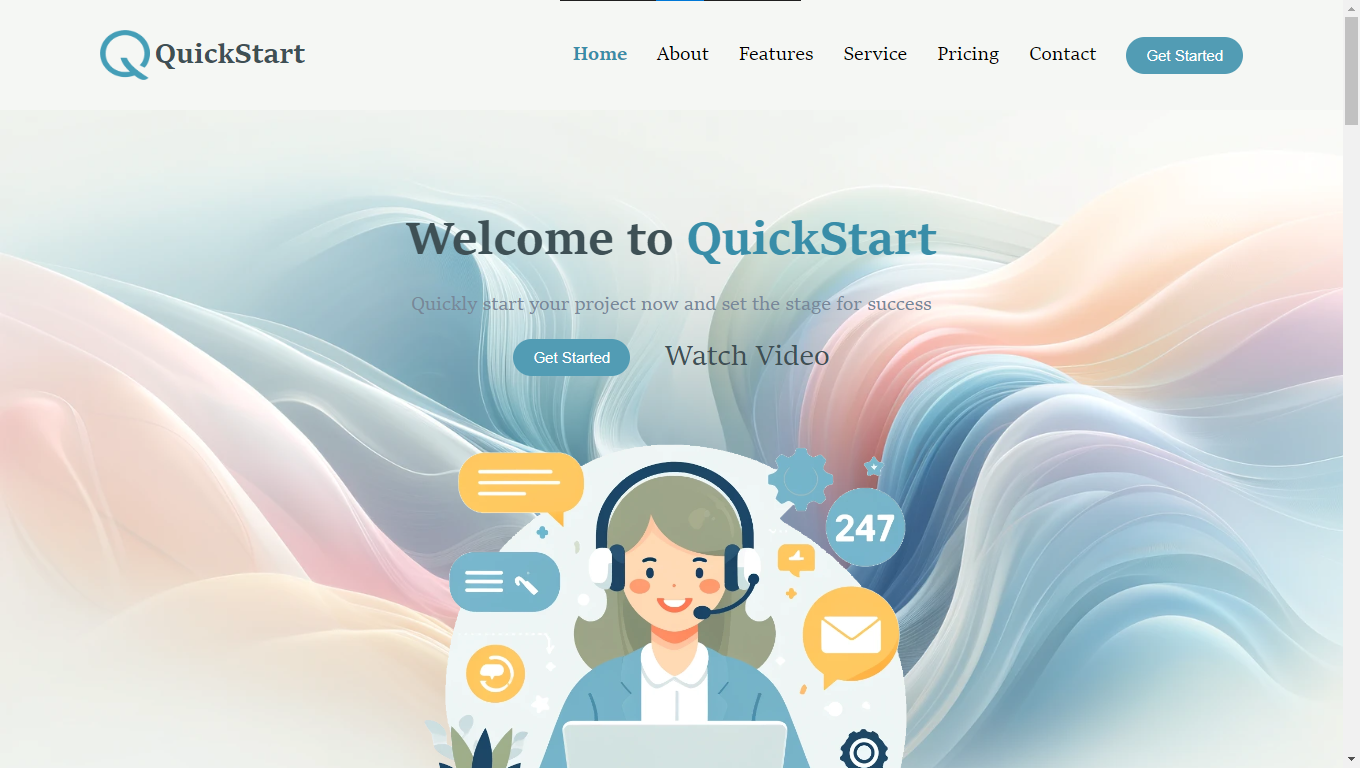 QuickStart
Home About Features Service Pricing Contact Get Started
Welcome to QuickStart
Quickly start your project now and set the stage for success
Get Started Watch Video
247